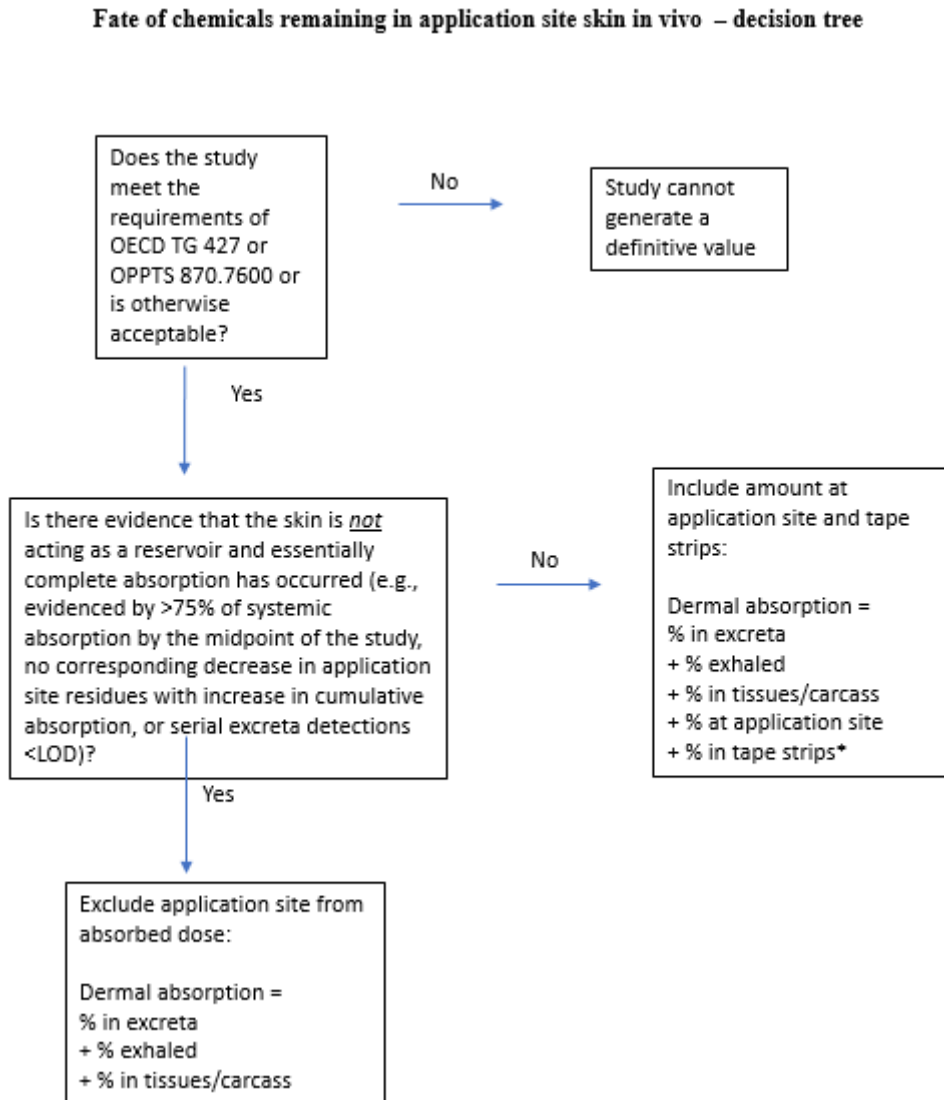 Fate of chemicals remaining in application site skin in vivo – decision tree
Does the study
meet the
requirements of
OECD TG 427 or
OPPTS 870.7600 or
is otherwise
acceptable?
No
Study cannot
generate a
definitive value
Yes
Is there evidence that the skin is not
acting as a reservoir and essentially
complete absorption has occurred (e.g.,
evidenced by >75% of systemic
absorption by the midpoint of the study,
no corresponding decrease in application
site residues with increase in cumulative
absorption, or serial excreta detections
<LOD)?
No
Include amount at
application site and tape
strips:
Dermal absorption =
% in excreta
+ % exhaled
+ % in tissues/carcass
+ % at application site
+ % in tape strips*
Yes
Exclude application site from
absorbed dose:
Dermal absorption =
% in excreta
+ % exhaled
+ % in tissues/carcass